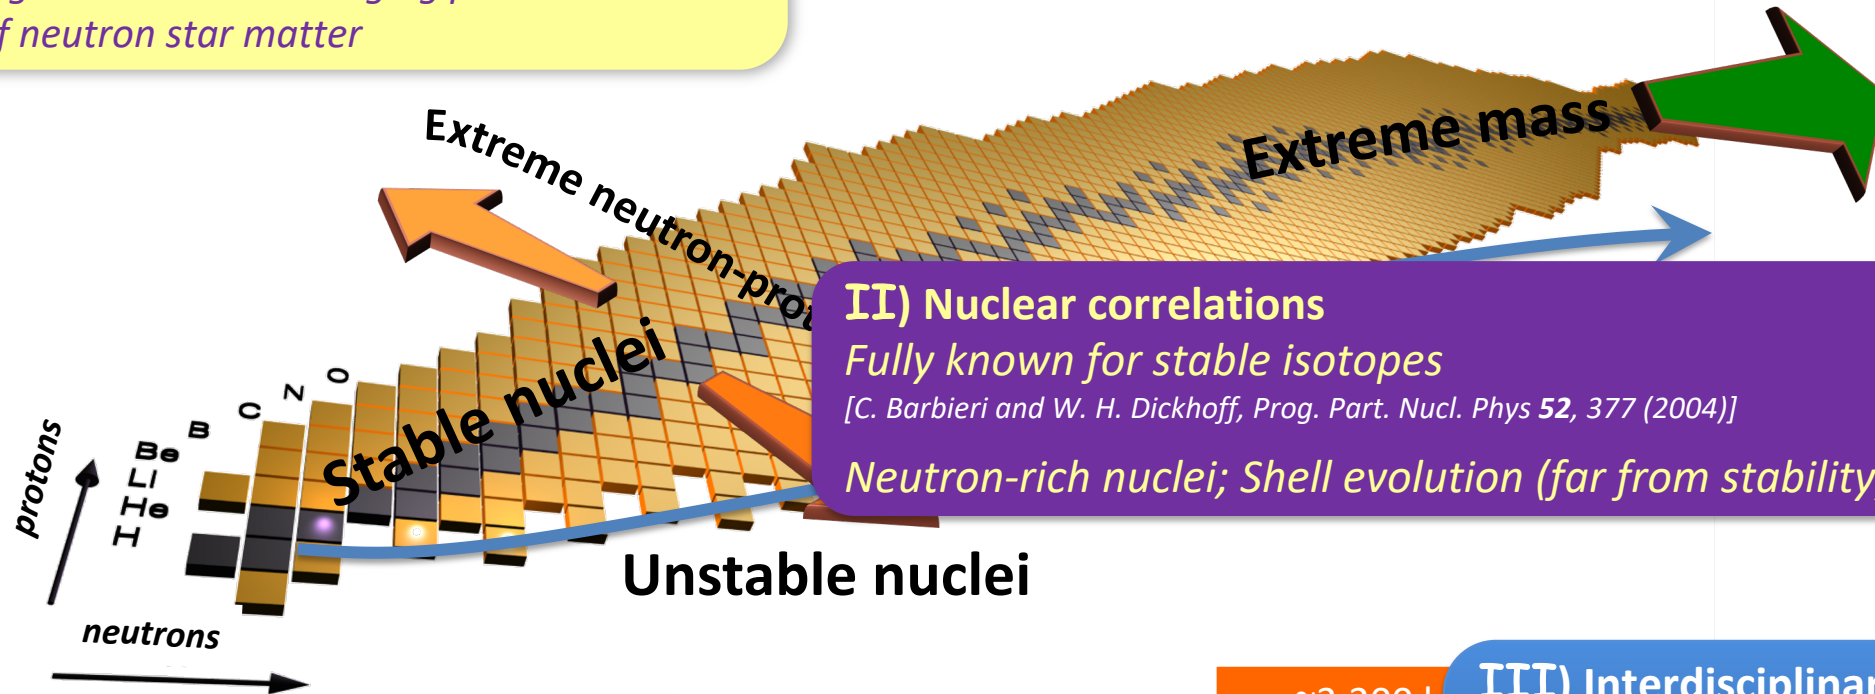 f neutron star matter
Extreme neutron-prot
Extreme mass
II) Nuclear correlations
Fully known for stable isotopes
[C. Barbieri and W. H. Dickhoff, Prog. Part. Nucl. Phys 52, 377 (2004)]
Neutron-rich nuclei; Shell evolution (far from stability
Stable nuclei
O
N
C
B
Be
Li
He
H
protons
neutrons
Unstable nuclei
III) Interdisciplinar